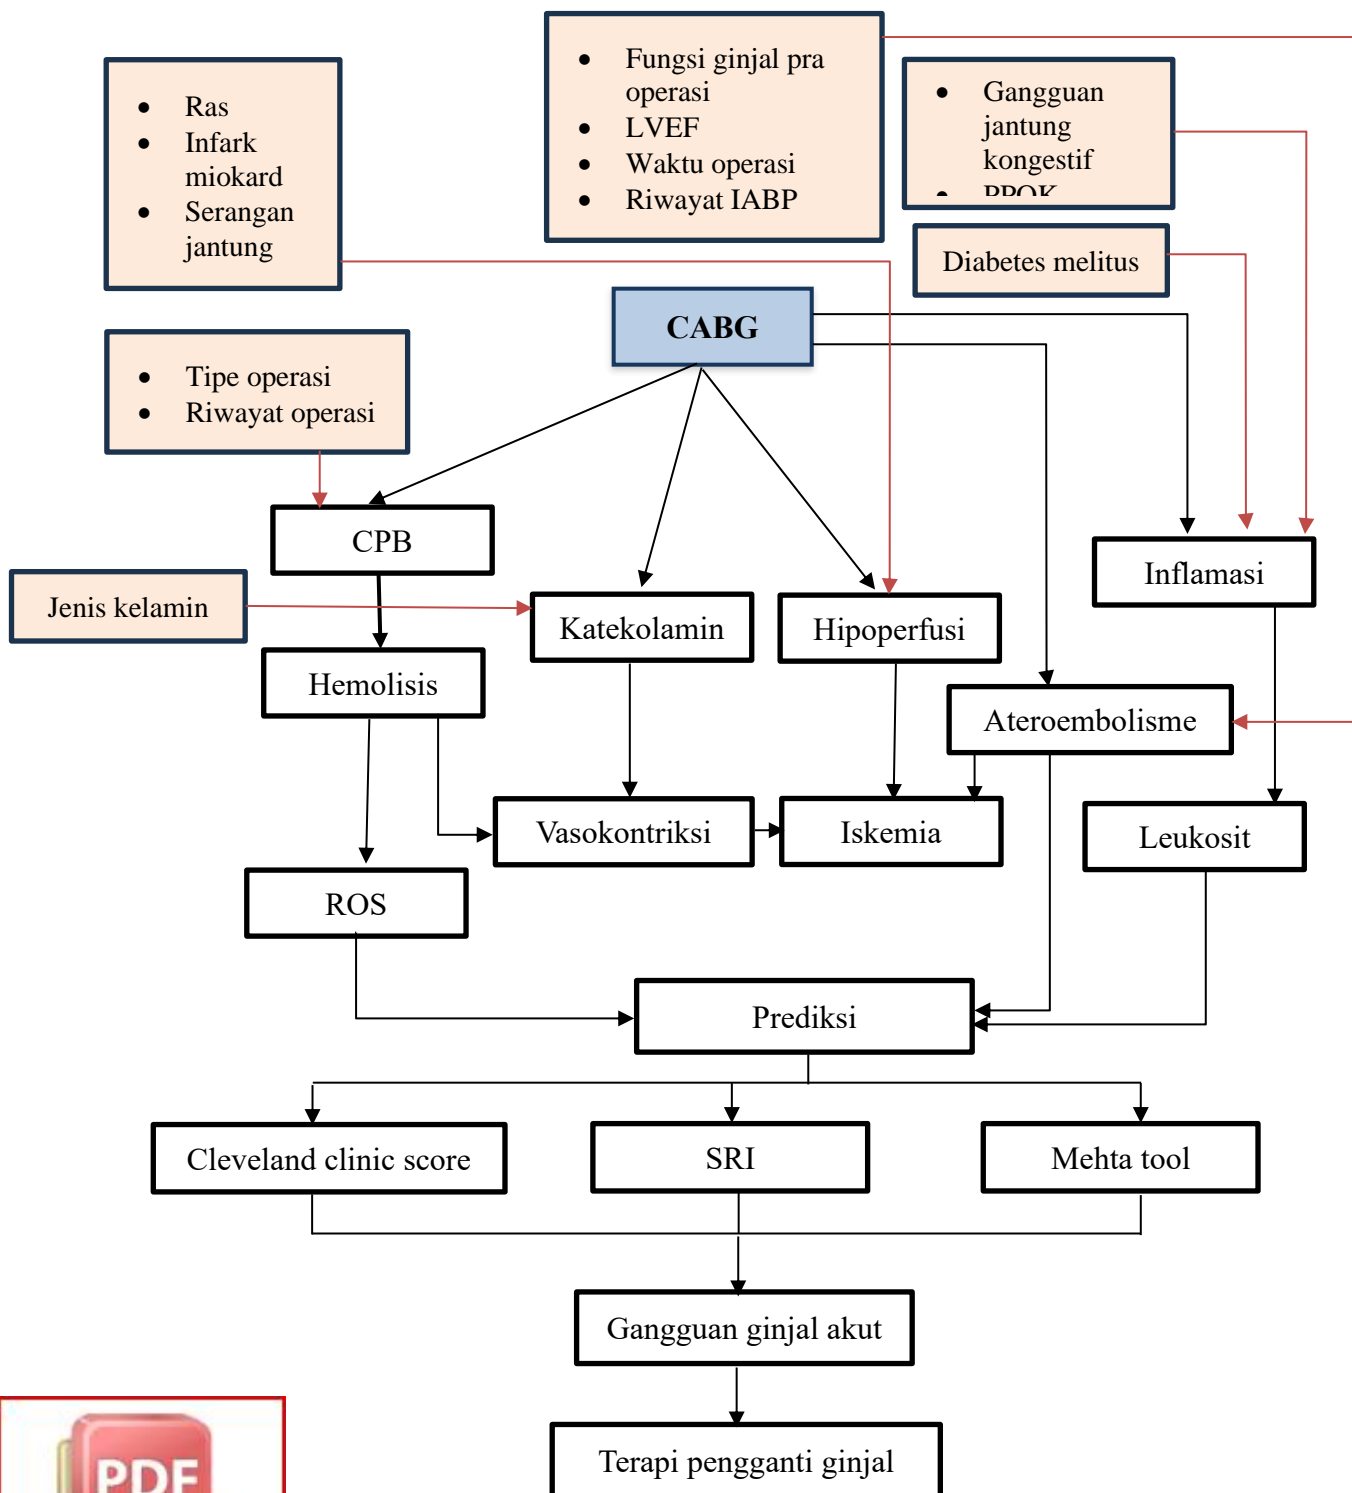 • Fungsi ginjal pra
operasi
• LVEF
• Waktu operasi
• Riwayat IABP
• Ras
• Infark
miokard
• Serangan
jantung
• Gangguan
jantung
kongestif
• PPOK
Diabetes melitus
CABG
• Tipe operasi
• Riwayat operasi
CPB
Inflamasi
Jenis kelamin
Katekolamin
Hipoperfusi
Hemolisis
Ateroembolisme
Vasokontriksi
Iskemia
Leukosit
ROS
Prediksi
Cleveland clinic score
SRI
Mehta tool
Gangguan ginjal akut
Terapi pengganti ginjal
PDF